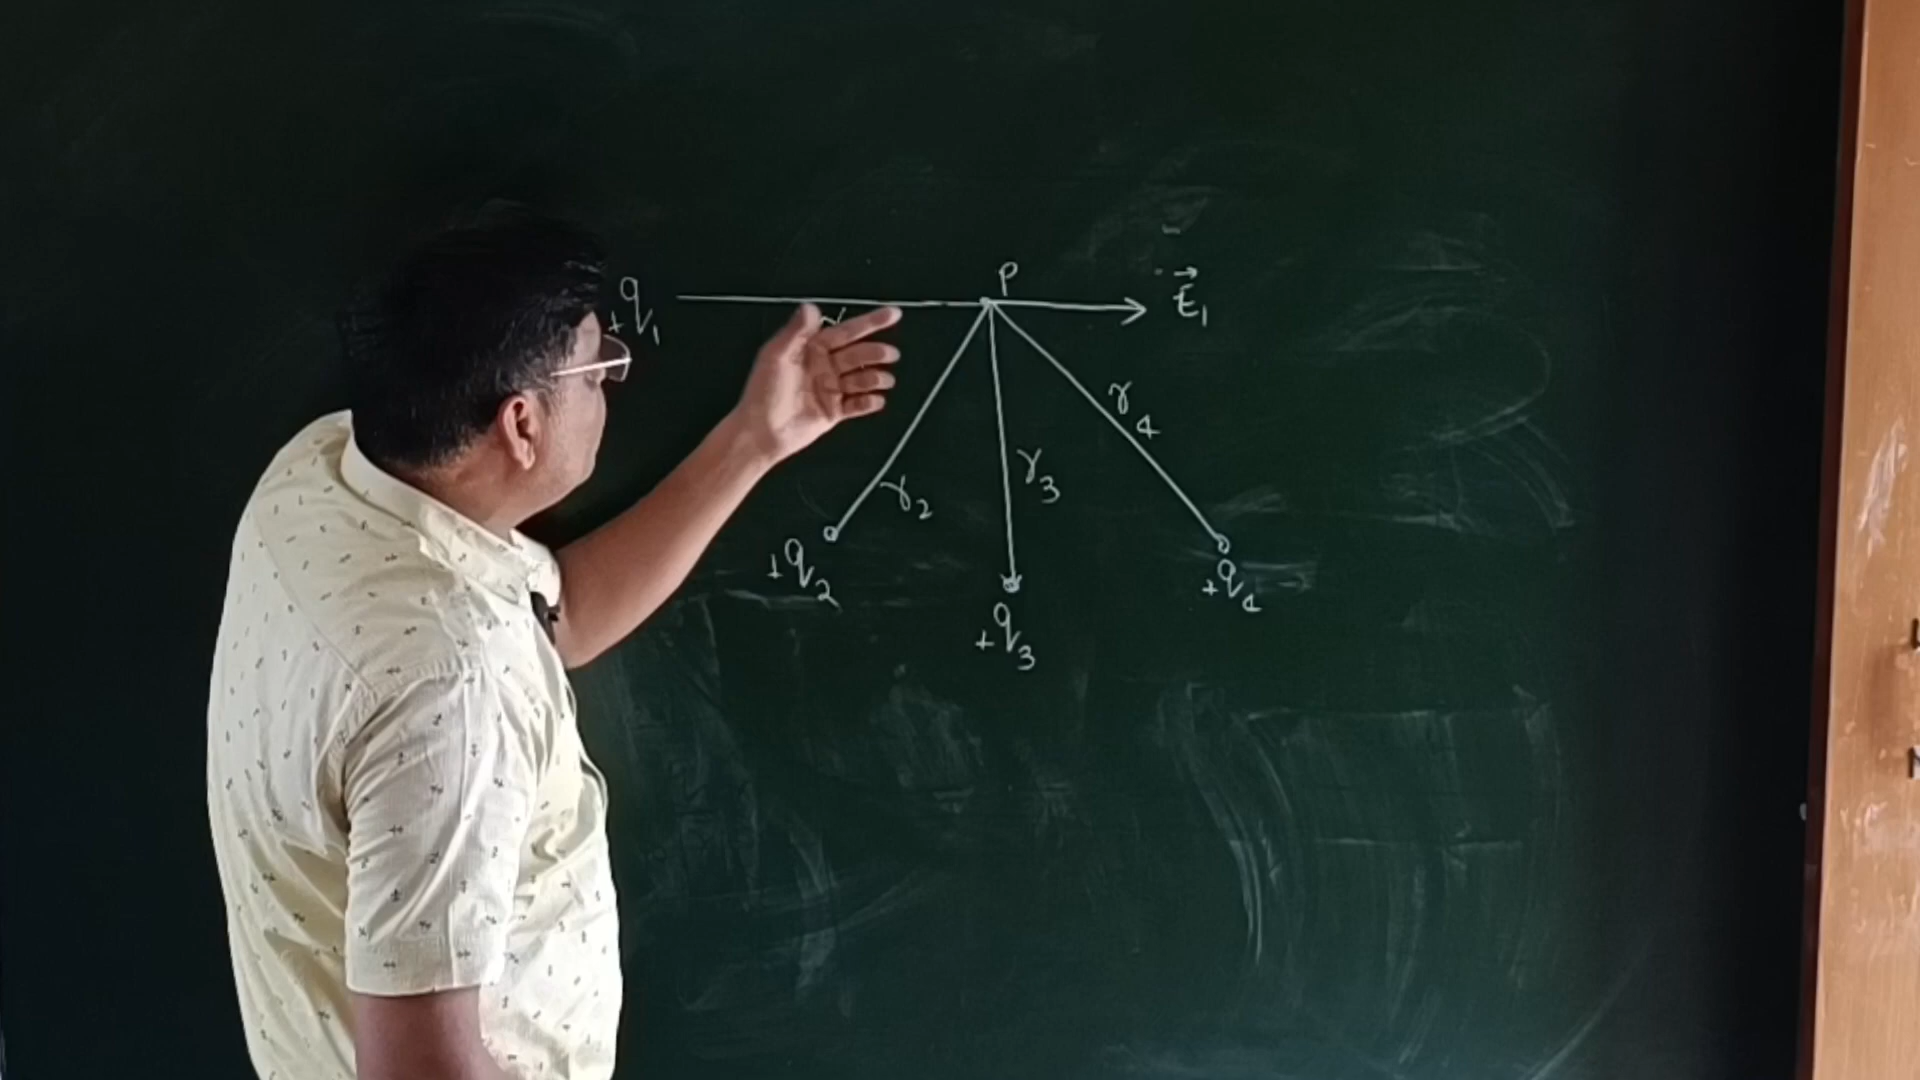 P
+q₁
E⃗₁
r₄
r₃
r₂
+q₂
+q₄
+q₃